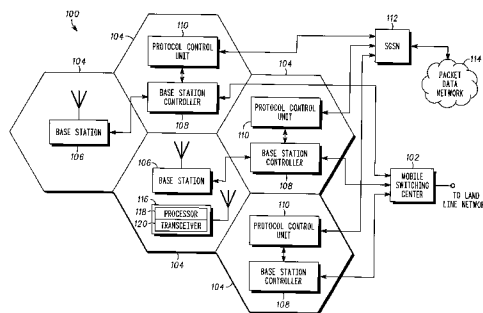 100
104
110
PROTOCOL CONTROL
UNIT
112
SGSN
114
PACKET
DATA
NETWORK
104
BASE STATION
CONTROLLER
108
104
BASE STATION
106
PROTOCOL CONTROL
UNIT
110
106
BASE STATION
BASE STATION
CONTROLLER
108
102
MOBILE
SWITCHING
CENTER
TO LAND
LINE NETWORK
116
118
PROCESSOR
120
TRANSCEIVER
110
PROTOCOL CONTROL
UNIT
104
BASE STATION
CONTROLLER
104
108